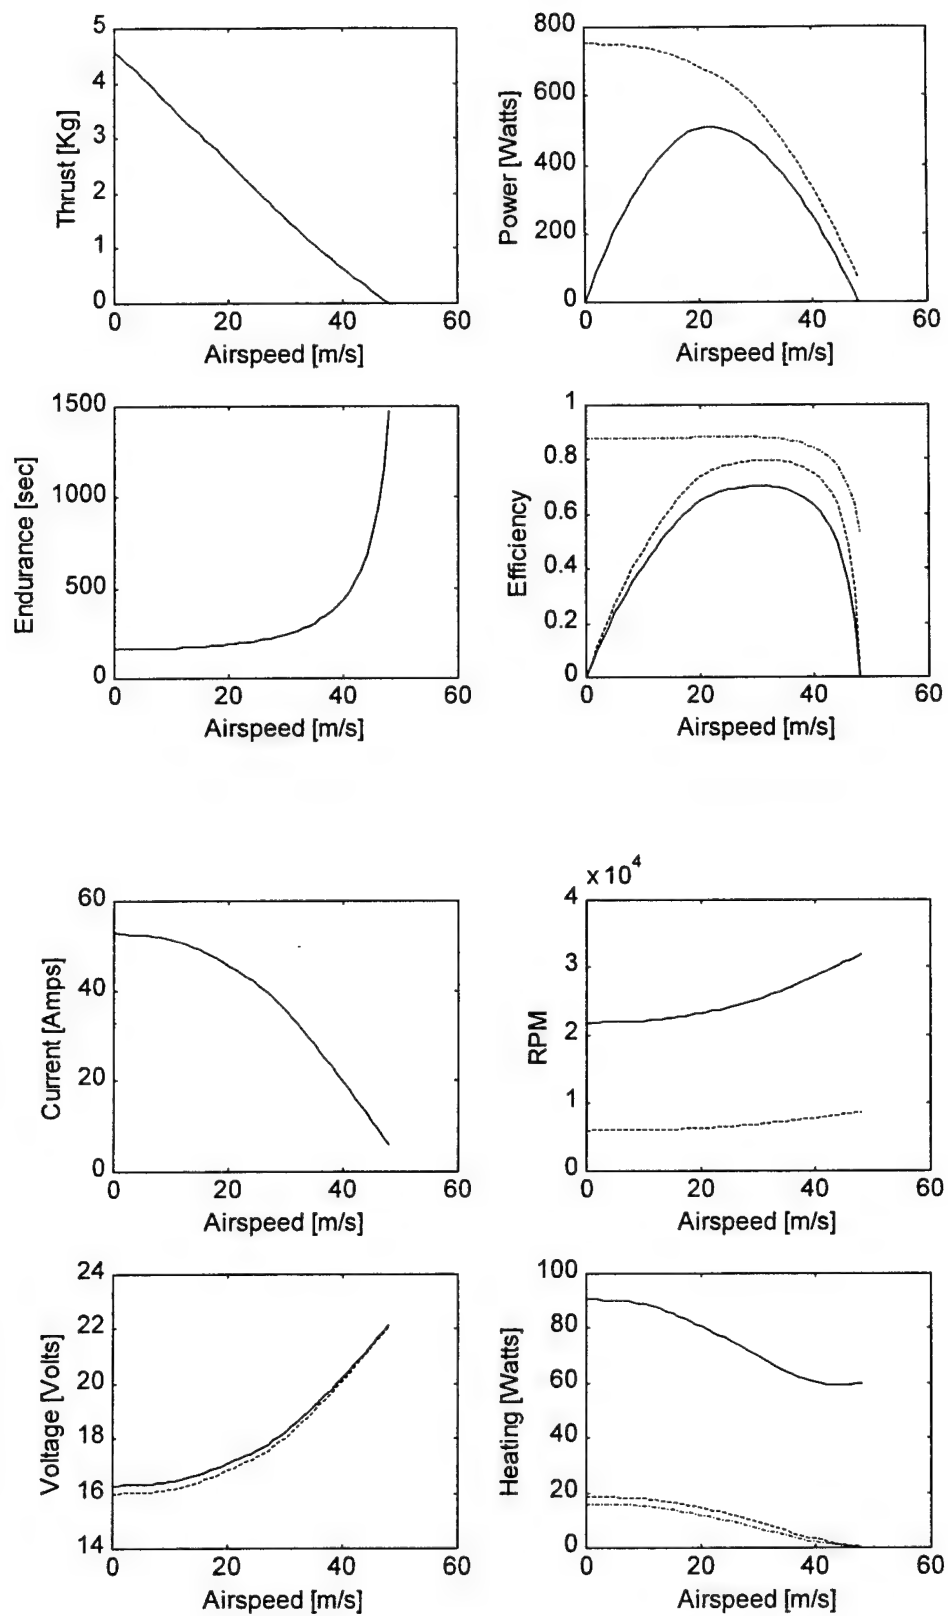 5
4
3
2
1
0
Thrust [Kg]
0 20 40 60
Airspeed [m/s]
800
600
400
200
0
Power [Watts]
0 20 40 60
Airspeed [m/s]
1500
1000
500
0
Endurance [sec]
0 20 40 60
Airspeed [m/s]
1
0.8
0.6
0.4
0.2
0
Efficiency
0 20 40 60
Airspeed [m/s]
60
40
20
0
Current [Amps]
0 20 40 60
Airspeed [m/s]
x 10^4
4
3
2
1
0
RPM
0 20 40 60
Airspeed [m/s]
24
22
20
18
16
14
Voltage [Volts]
0 20 40 60
Airspeed [m/s]
100
80
60
40
20
0
Heating [Watts]
0 20 40 60
Airspeed [m/s]